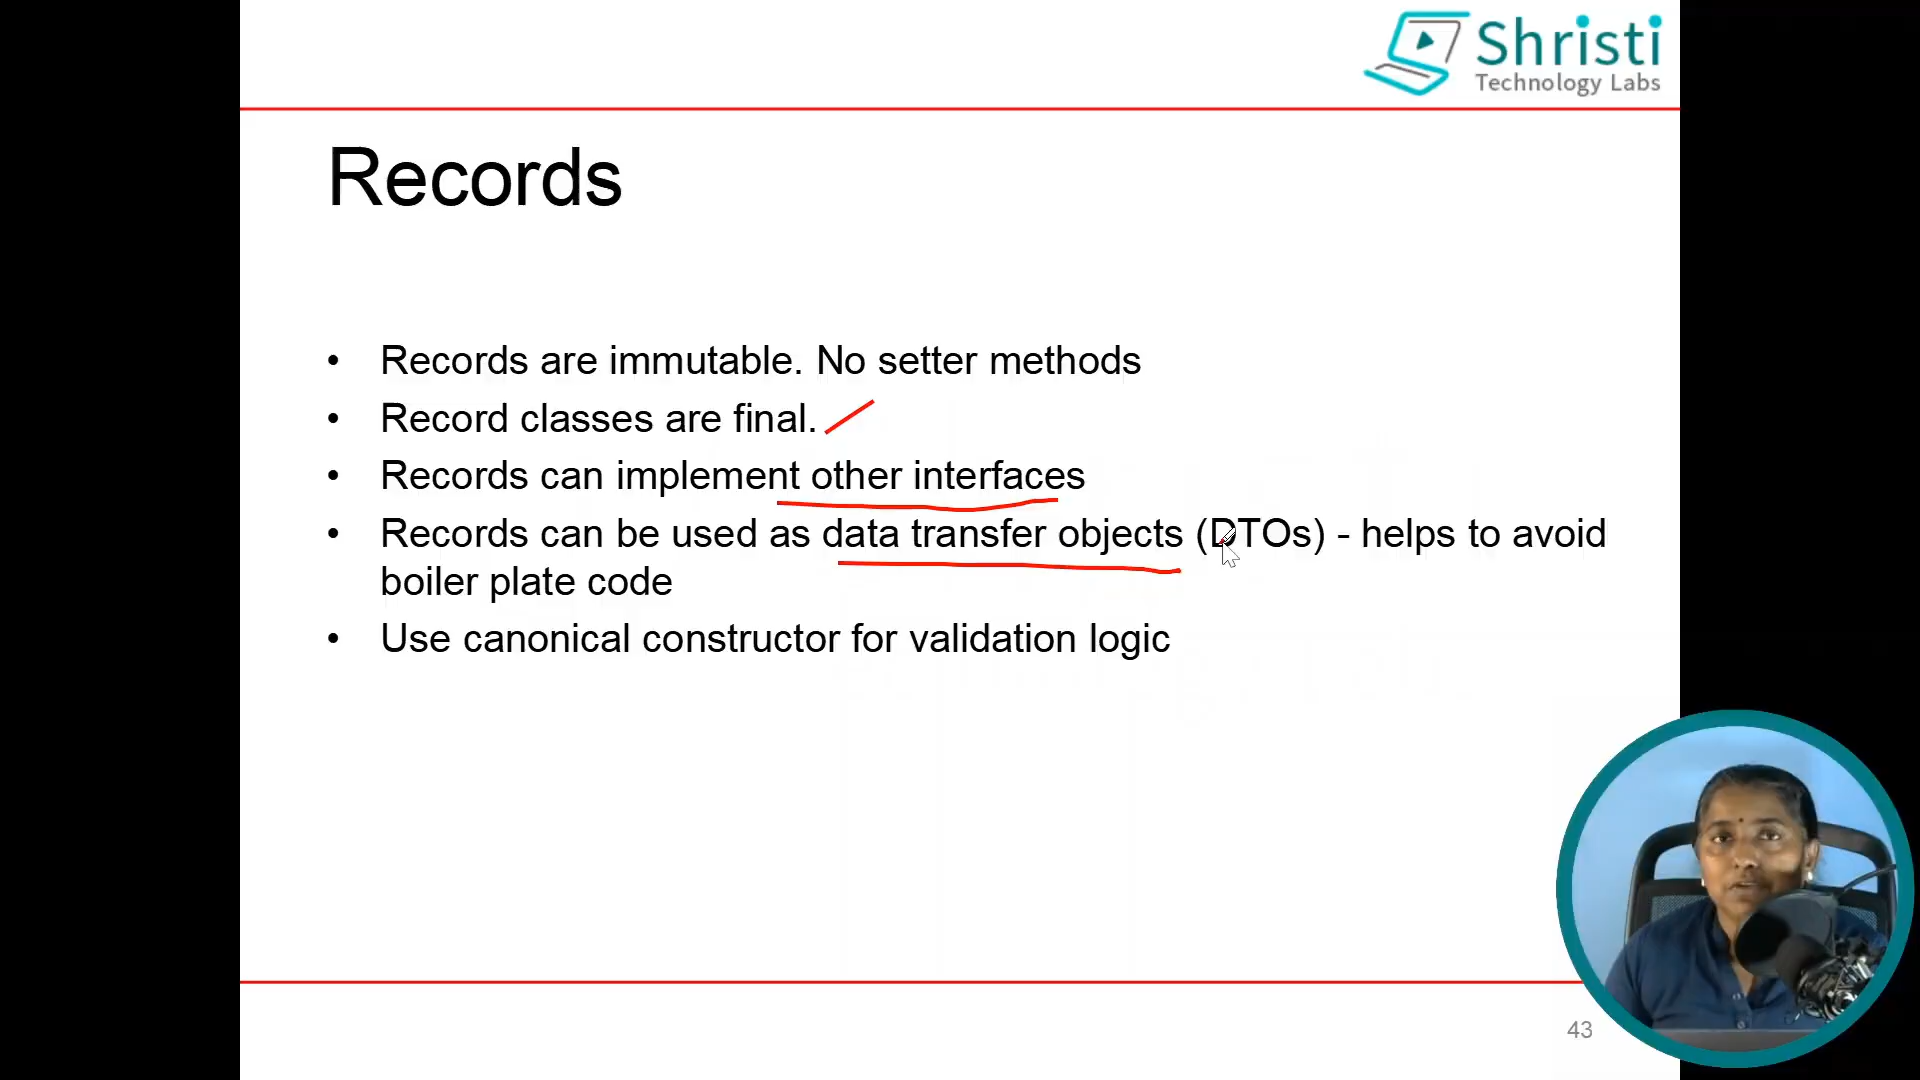 Shristi
Technology Labs
Records
• Records are immutable. No setter methods
• Record classes are final.
• Records can implement other interfaces
• Records can be used as data transfer objects (DTOs) - helps to avoid
boiler plate code
• Use canonical constructor for validation logic
43